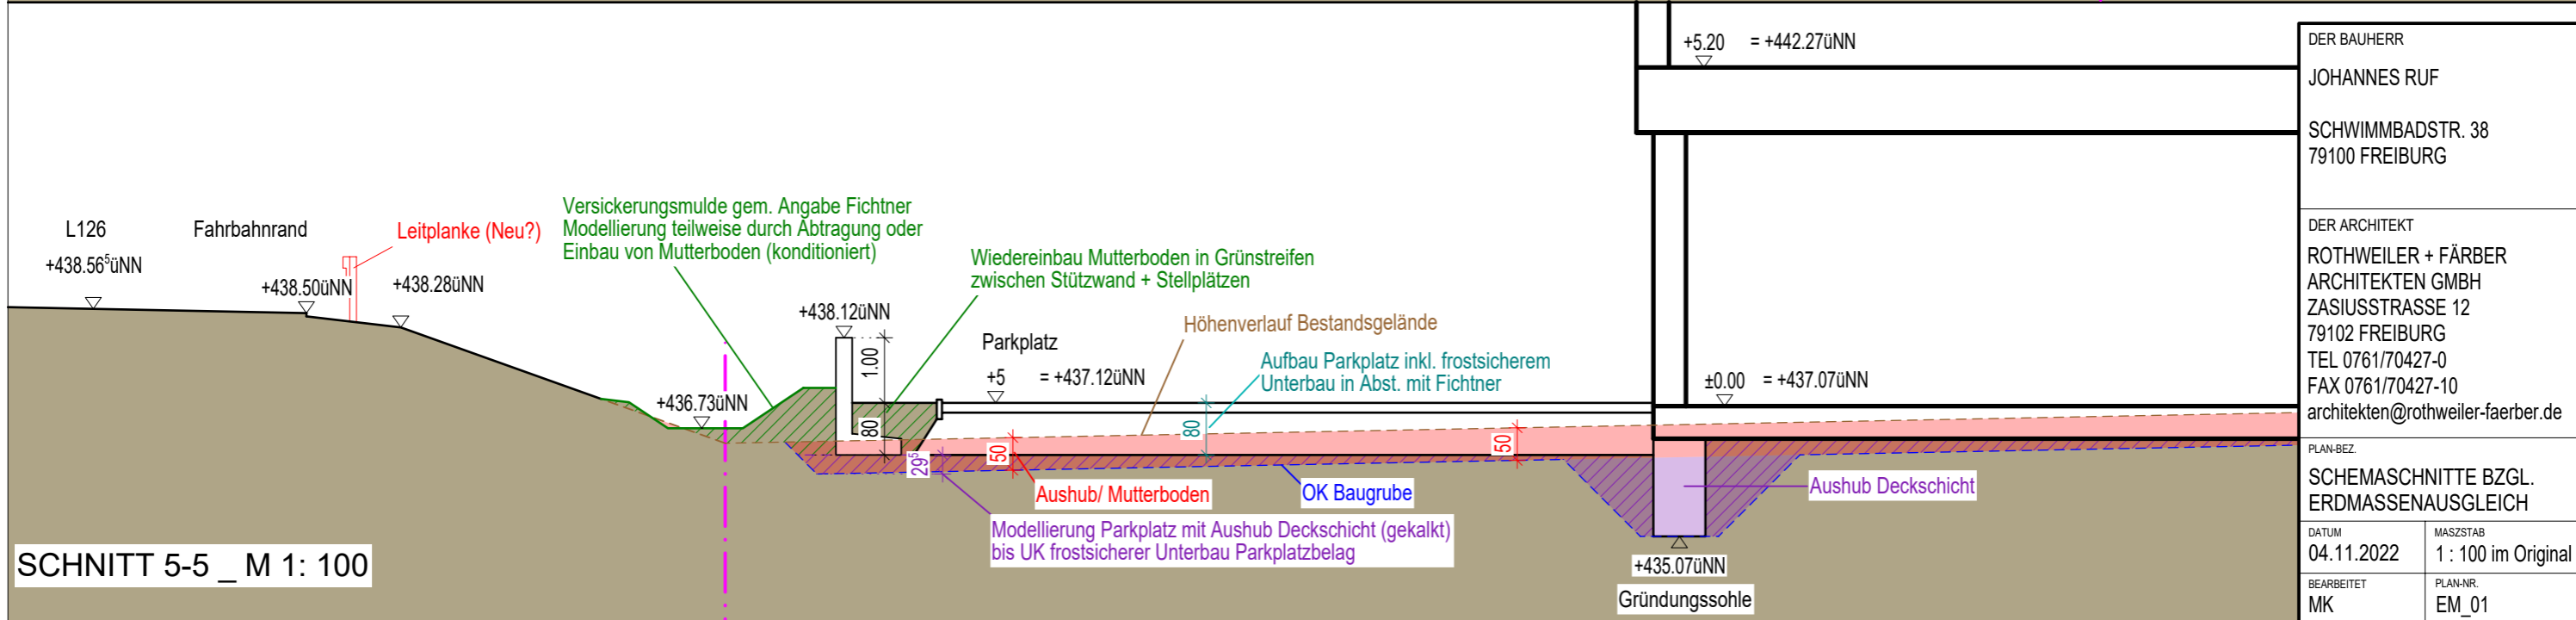 +5.20 = +442.27üNN
L126
+438.56⁵üNN
Fahrbahnrand
+438.50üNN
Leitplanke (Neu?)
+438.28üNN
Versickerungsmulde gem. Angabe Fichtner
Modellierung teilweise durch Abtragung oder
Einbau von Mutterboden (konditioniert)
+436.73üNN
+438.12üNN
1.00
80
Wiedereinbau Mutterboden in Grünstreifen
zwischen Stützwand + Stellplätzen
Parkplatz
+5 = +437.12üNN
Höhenverlauf Bestandsgelände
Aufbau Parkplatz inkl. frostsicherem
Unterbau in Abst. mit Fichtner
±0.00 = +437.07üNN
29⁵
50
80
50
Aushub/ Mutterboden
OK Baugrube
Aushub Deckschicht
Modellierung Parkplatz mit Aushub Deckschicht (gekalkt)
bis UK frostsicherer Unterbau Parkplatzbelag
+435.07üNN
Gründungssohle
SCHNITT 5-5 _ M 1: 100
DER BAUHERR
JOHANNES RUF
SCHWIMMBADSTR. 38
79100 FREIBURG
DER ARCHITEKT
ROTHWEILER + FÄRBER
ARCHITEKTEN GMBH
ZASIUSSTRASSE 12
79102 FREIBURG
TEL 0761/70427-0
FAX 0761/70427-10
architekten@rothweiler-faerber.de
PLAN-BEZ.
SCHEMASCHNITTE BZGL.
ERDMASSENAUSGLEICH
DATUM
04.11.2022
MASZSTAB
1 : 100 im Original
BEARBEITET
MK
PLAN-NR.
EM_01